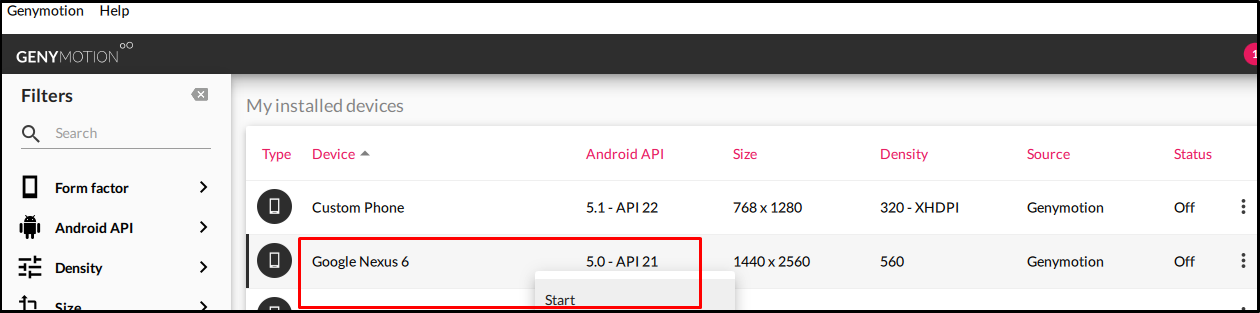 Genymotion Help
GENYMOTION
1
Filters
Search
Form factor
Android API
Density
Size
My installed devices
Type Device Android API Size Density Source Status
Custom Phone 5.1 - API 22 768 x 1280 320 - XHDPI Genymotion Off
Google Nexus 6 5.0 - API 21 1440 x 2560 560 Genymotion Off
Start